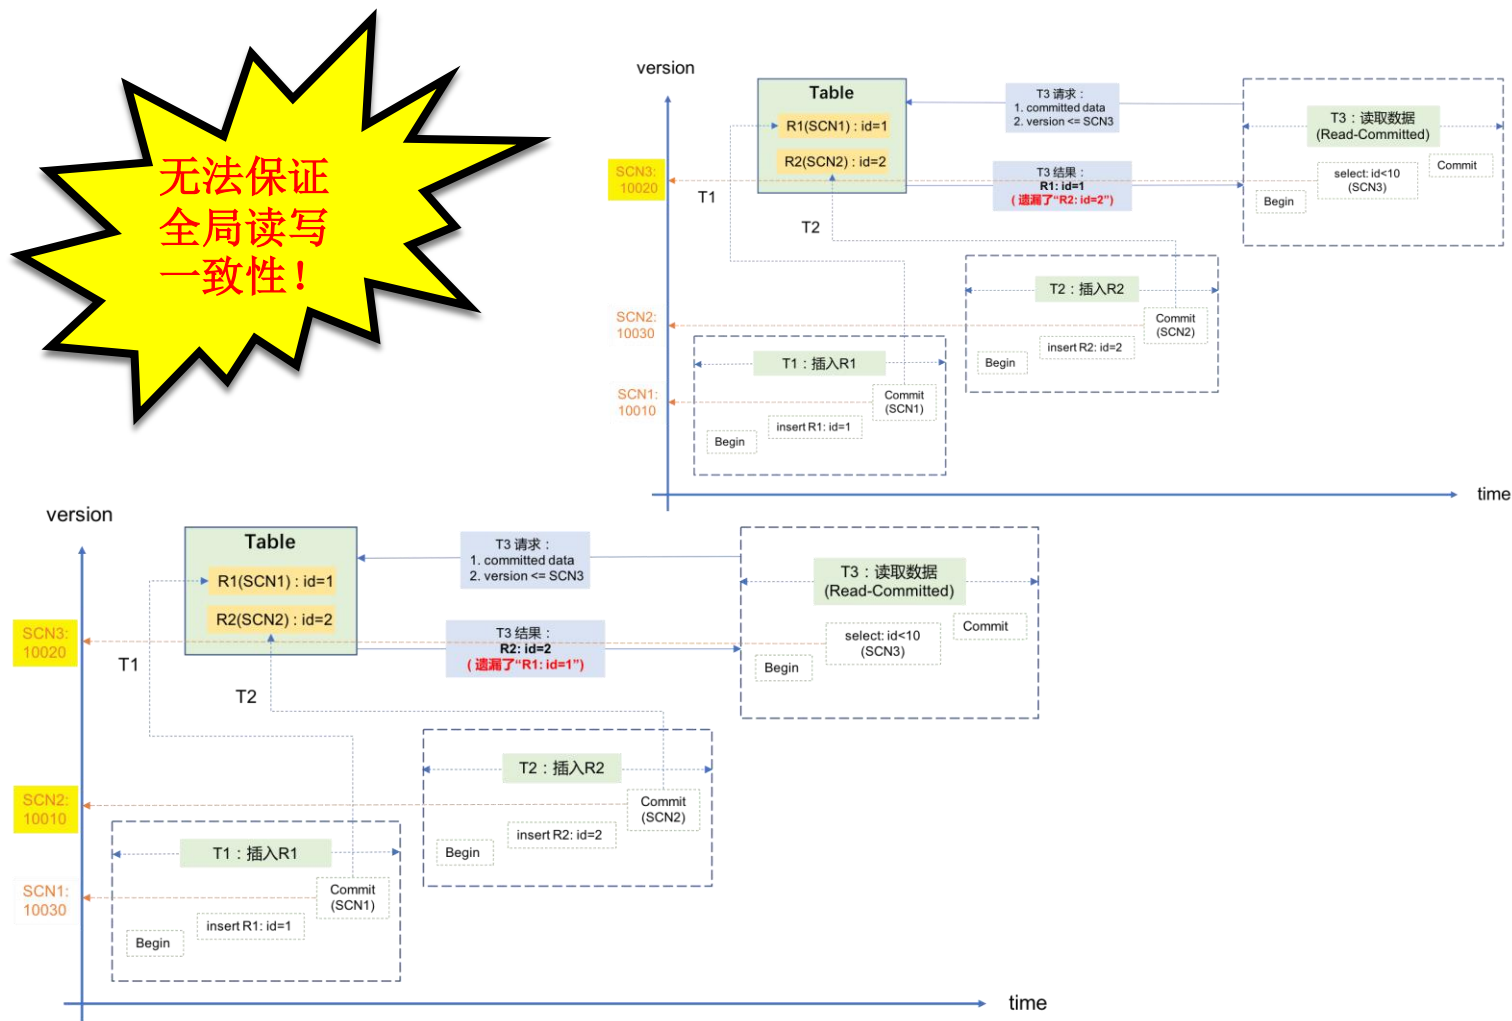 无法保证
全局读写
一致性！
version
Table
R1(SCN1) : id=1
R2(SCN2) : id=2
T3 请求：
1. committed data
2. version <= SCN3
T3：读取数据
(Read-Committed)
SCN3:
10020
T1
T3 结果：
R1: id=1
( 遗漏了“R2: id=2”)
select: id<10
(SCN3)
Commit
Begin
T2
T2：插入R2
SCN2:
10030
Commit
(SCN2)
insert R2: id=2
Begin
T1：插入R1
SCN1:
10010
Commit
(SCN1)
insert R1: id=1
Begin
time
version
Table
R1(SCN1) : id=1
R2(SCN2) : id=2
T3 请求：
1. committed data
2. version <= SCN3
T3：读取数据
(Read-Committed)
SCN3:
10020
T1
T3 结果：
R2: id=2
( 遗漏了“R1: id=1”)
select: id<10
(SCN3)
Commit
Begin
T2
T2：插入R2
SCN2:
10010
Commit
(SCN2)
insert R2: id=2
Begin
T1：插入R1
SCN1:
10030
Commit
(SCN1)
insert R1: id=1
Begin
time